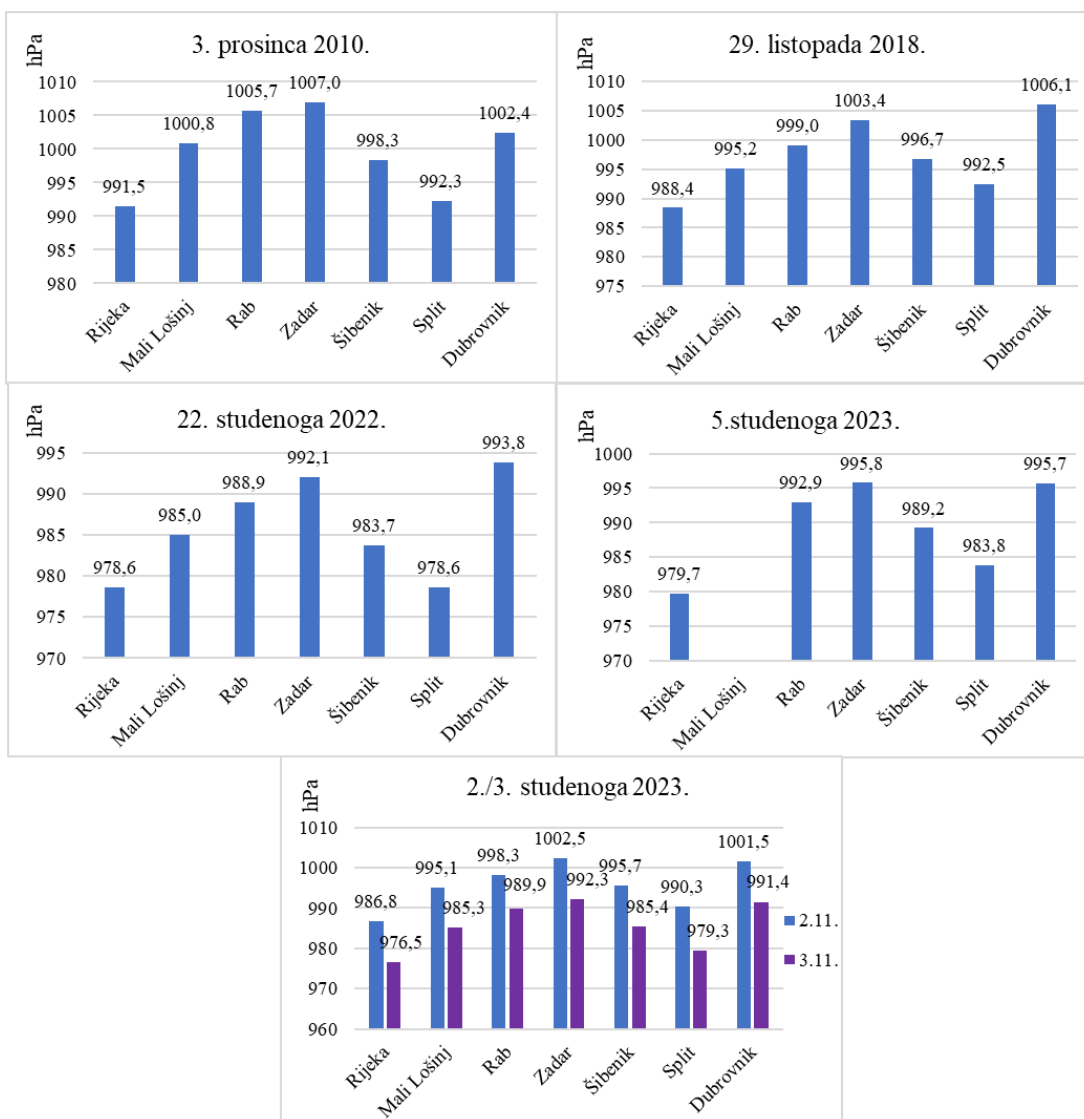 3. prosinca 2010.
hPa
1010
1005
1000
995
990
985
980
991,5
1000,8
1005,7
1007,0
998,3
992,3
1002,4
Rijeka
Mali Lošinj
Rab
Zadar
Šibenik
Split
Dubrovnik
29. listopada 2018.
hPa
1010
1005
1000
995
990
985
980
975
988,4
995,2
999,0
1003,4
996,7
992,5
1006,1
Rijeka
Mali Lošinj
Rab
Zadar
Šibenik
Split
Dubrovnik
22. studenoga 2022.
hPa
995
990
985
980
975
970
978,6
985,0
988,9
992,1
983,7
978,6
993,8
Rijeka
Mali Lošinj
Rab
Zadar
Šibenik
Split
Dubrovnik
5.studenoga 2023.
hPa
1000
995
990
985
980
975
970
979,7
992,9
995,8
989,2
983,8
995,7
Rijeka
Mali Lošinj
Rab
Zadar
Šibenik
Split
Dubrovnik
2./3. studenoga 2023.
hPa
1010
1000
990
980
970
960
986,8
976,5
995,1
985,3
998,3
989,9
1002,5
992,3
995,7
985,4
990,3
979,3
1001,5
991,4
Rijeka
Mali Lošinj
Rab
Zadar
Šibenik
Split
Dubrovnik
2.11.
3.11.